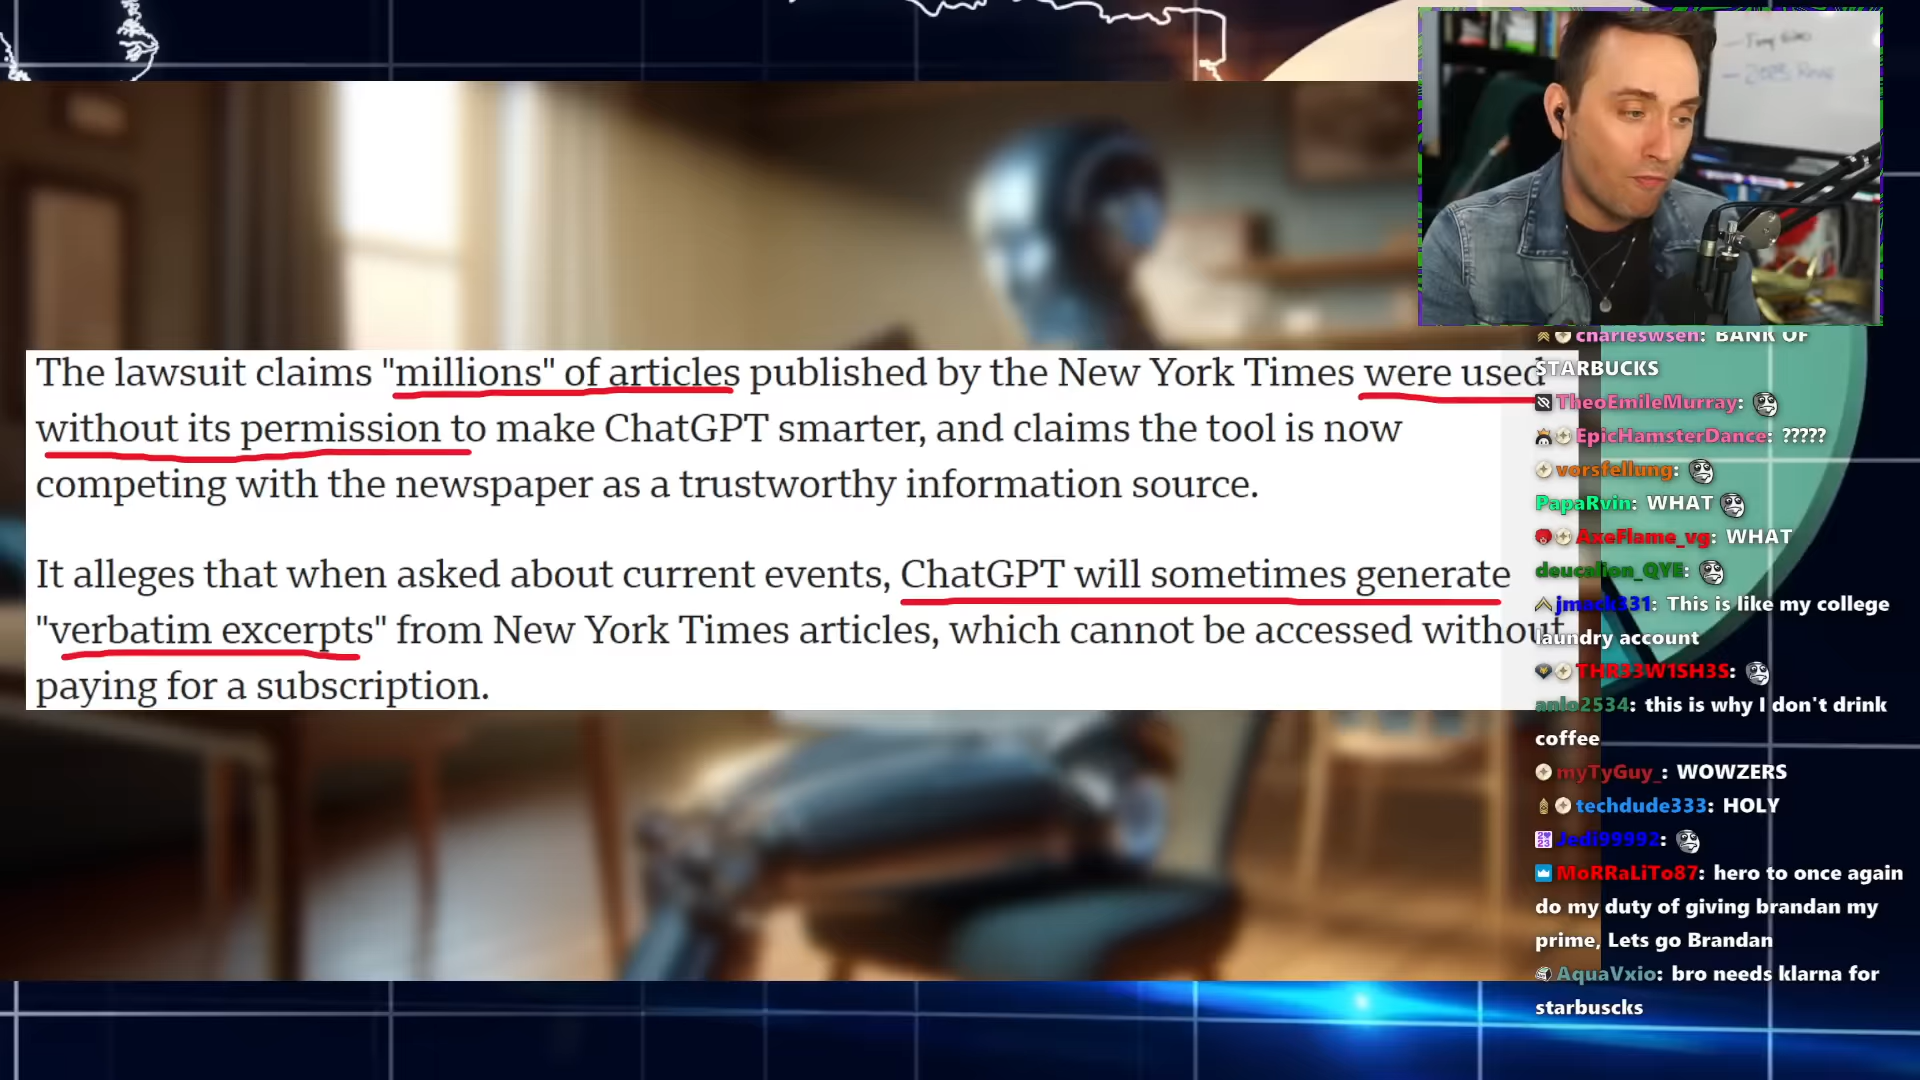 The lawsuit claims "millions" of articles published by the New York Times were used
without its permission to make ChatGPT smarter, and claims the tool is now
competing with the newspaper as a trustworthy information source.
It alleges that when asked about current events, ChatGPT will sometimes generate
"verbatim excerpts" from New York Times articles, which cannot be accessed without
paying for a subscription.
charleswsen: BANK OF
STARBUCKS
TheoEmileMurray:
EpicHamsterDance: ?????
vorsfellung:
PapaRvin: WHAT
AxeFlame_vg: WHAT
deucalion_QYE:
jmack331: This is like my college
laundry account
THR33W1SH3S:
anlo2534: this is why I don't drink
coffee
myTyGuy_: WOWZERS
techdude333: HOLY
Jedi99992:
MoRRaLiTo87: hero to once again
do my duty of giving brandan my
prime, Lets go Brandan
AquaVxio: bro needs klarna for
starbuscks